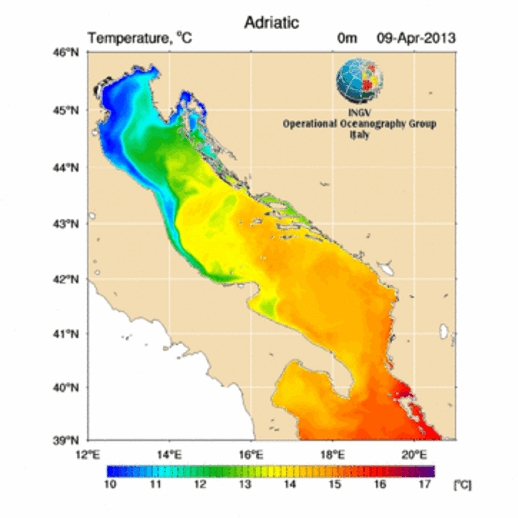 Adriatic
Temperature, °C 0m 09-Apr-2013
46°N
INGV
45°N
Operational Oceanography Group
Italy
44°N
43°N
42°N
41°N
40°N
39°N
12°E 14°E 16°E 18°E 20°E
10 11 12 13 14 15 16 17 [°C]